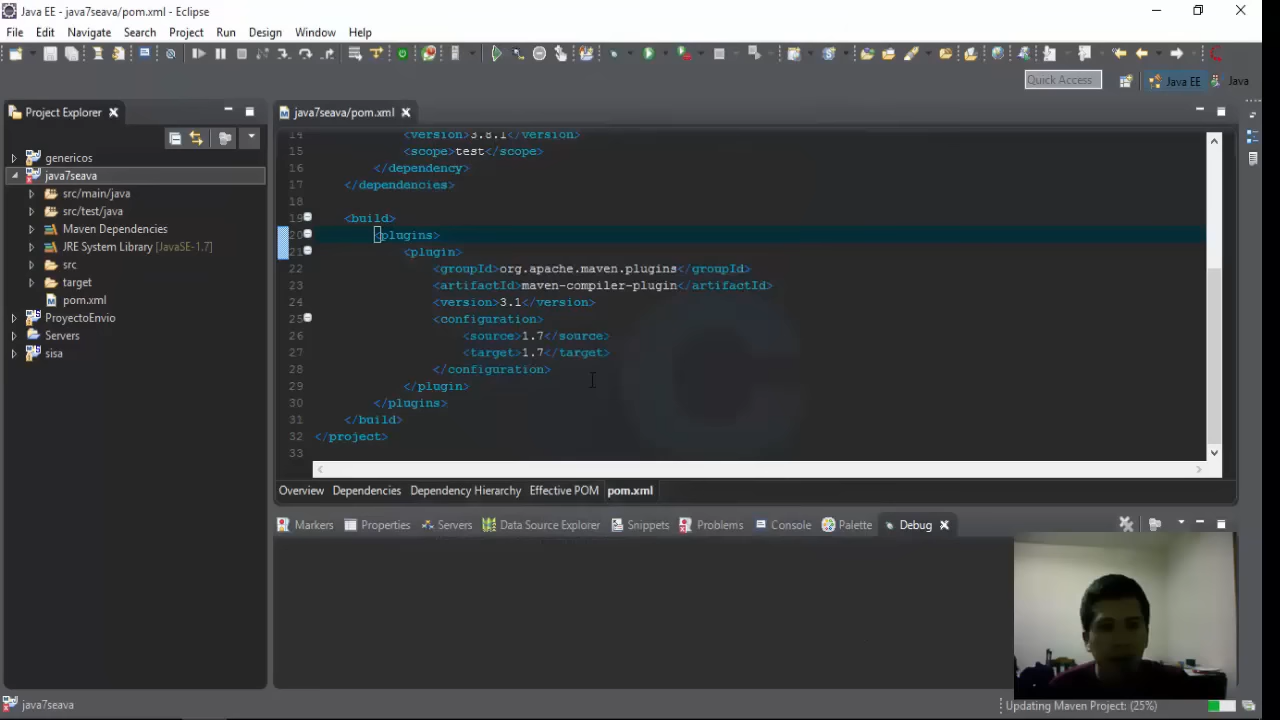 Java EE - java7seava/pom.xml - Eclipse
File Edit Navigate Search Project Run Design Window Help
Quick Access
Java EE
Java
Project Explorer
genericos
java7seava
src/main/java
src/test/java
Maven Dependencies
JRE System Library [JavaSE-1.7]
src
target
pom.xml
ProyectoEnvio
Servers
sisa
java7seava/pom.xml
14 <version>3.8.1</version>
15 <scope>test</scope>
16 </dependency>
17 </dependencies>
18
19 <build>
20 <plugins>
21 <plugin>
22 <groupId>org.apache.maven.plugins</groupId>
23 <artifactId>maven-compiler-plugin</artifactId>
24 <version>3.1</version>
25 <configuration>
26 <source>1.7</source>
27 <target>1.7</target>
28 </configuration>
29 </plugin>
30 </plugins>
31 </build>
32 </project>
33
Overview Dependencies Dependency Hierarchy Effective POM pom.xml
Markers Properties Servers Data Source Explorer Snippets Problems Console Palette Debug
java7seava
Updating Maven Project: (25%)